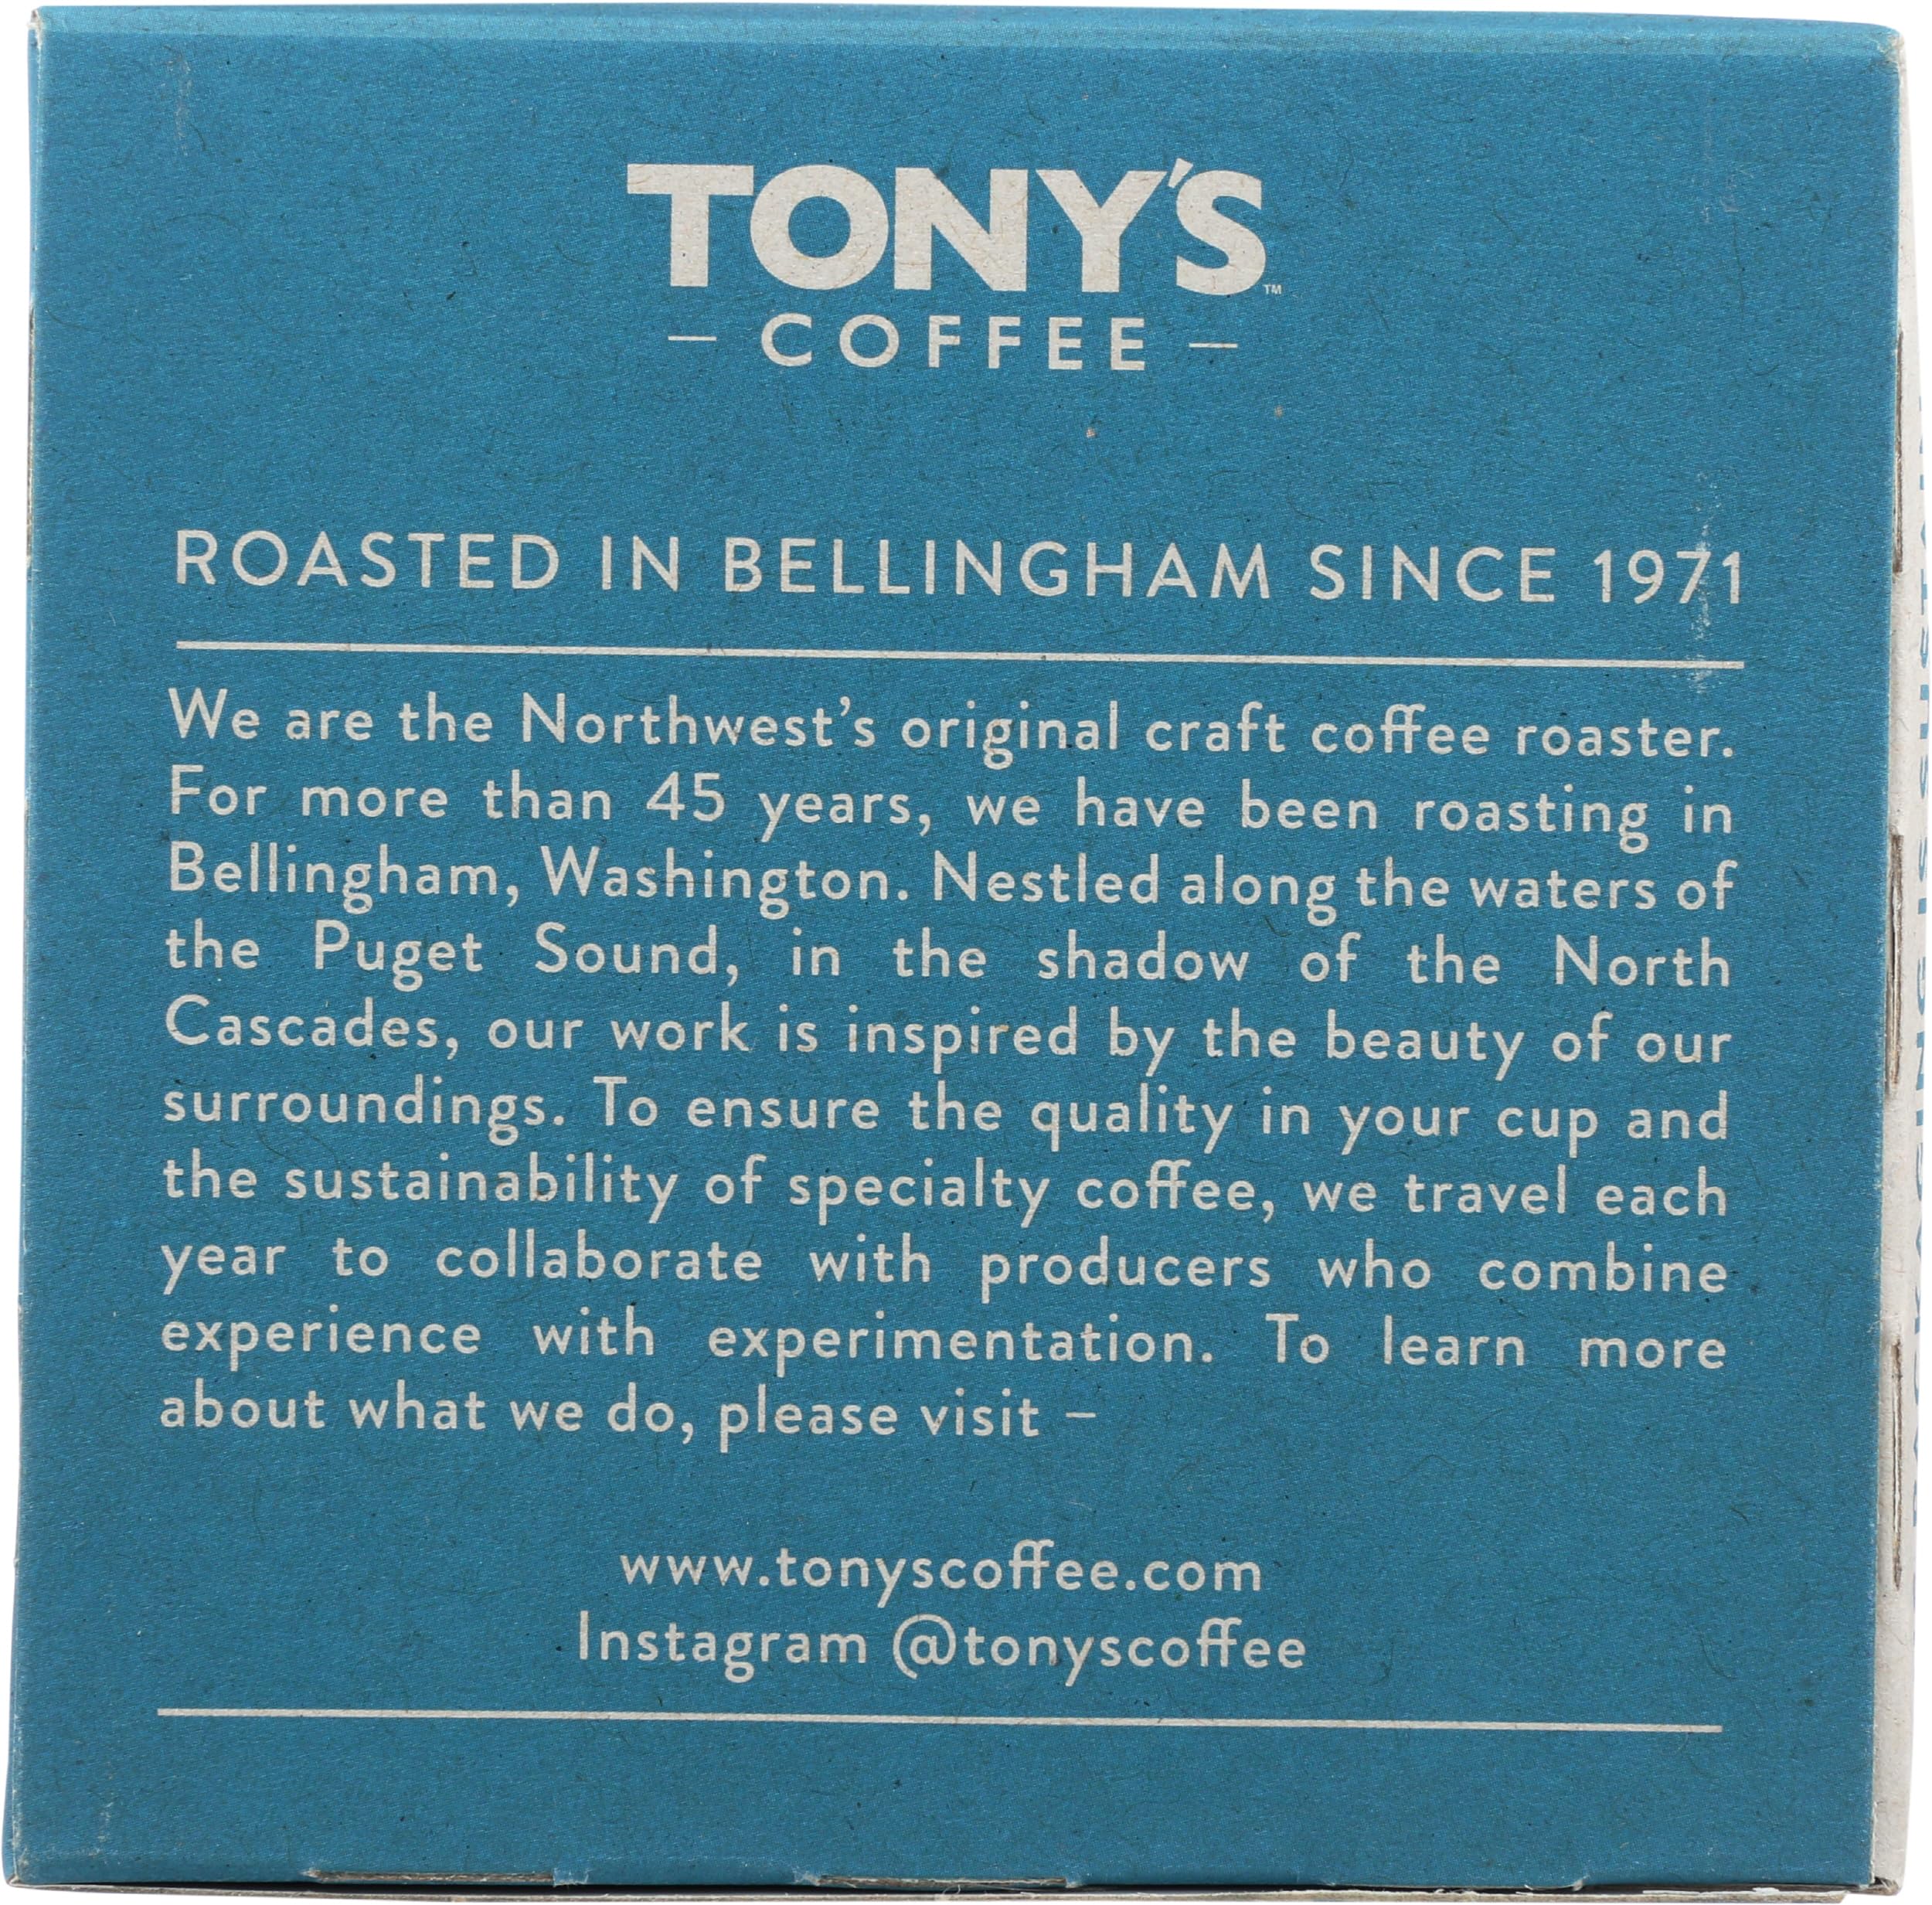 TONY'S™
– COFFEE –
ROASTED IN BELLINGHAM SINCE 1971
We are the Northwest’s original craft coffee roaster.
For more than 45 years, we have been roasting in
Bellingham, Washington. Nestled along the waters of
the Puget Sound, in the shadow of the North
Cascades, our work is inspired by the beauty of our
surroundings. To ensure the quality in your cup and
the sustainability of specialty coffee, we travel each
year to collaborate with producers who combine
experience with experimentation. To learn more
about what we do, please visit –
www.tonyscoffee.com
Instagram @tonyscoffee